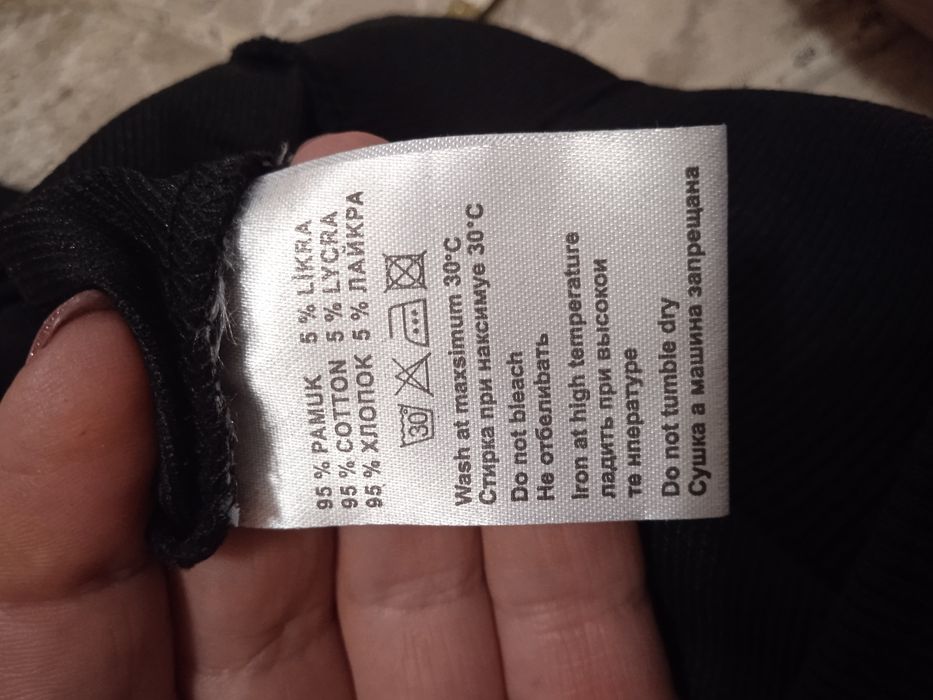 95 % PAMUK 5 % LİKRA
95 % COTTON 5 % LYCRA
95 % ХЛОПОК 5 % ЛАЙКРА
30°
Wash at maxsimum 30°C
Стирка при наксимуе 30°C
Do not bleach
Не отбеливать
Iron at high temperature
ладить при высокои
те нпературе
Do not tumble dry
Сушка а машина запрещана